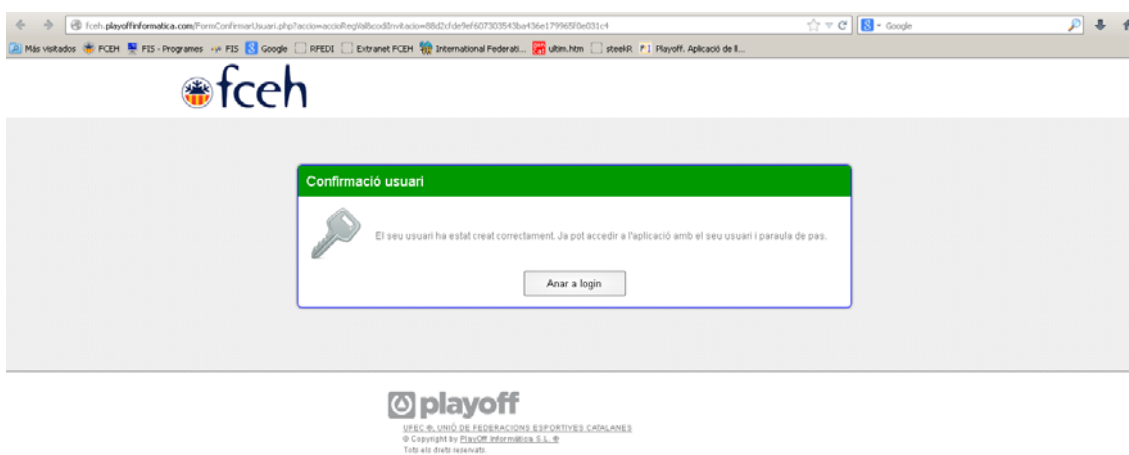 fceh.playoffinformatica.com/FormConfirmarUsuari.php?accio=accioRegVal&codInvitacio=88d2cfde9ef607303543ba436e179965f0e031c4
Google
Más visitados FCEH FIS - Programes FIS Google RFEDI Extranet FCEH International Federati... ultim.htm steekR Playoff. Aplicació de ll...
fceh
Confirmació usuari
El seu usuari ha estat creat correctament. Ja pot accedir a l'aplicació amb el seu usuari i paraula de pas.
Anar a login
playoff
UFEC ©, UNIÓ DE FEDERACIONS ESPORTIVES CATALANES
© Copyright by PlayOff Informàtica S.L. ©
Tots els drets reservats.